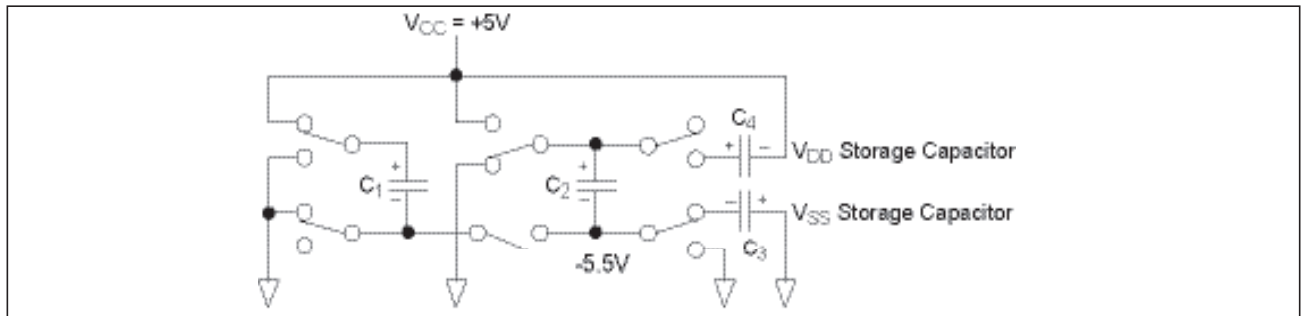 VCC = +5V
C4
+ −
VDD Storage Capacitor
+
C1
−
+
C2
−
− +
VSS Storage Capacitor
C3
-5.5V